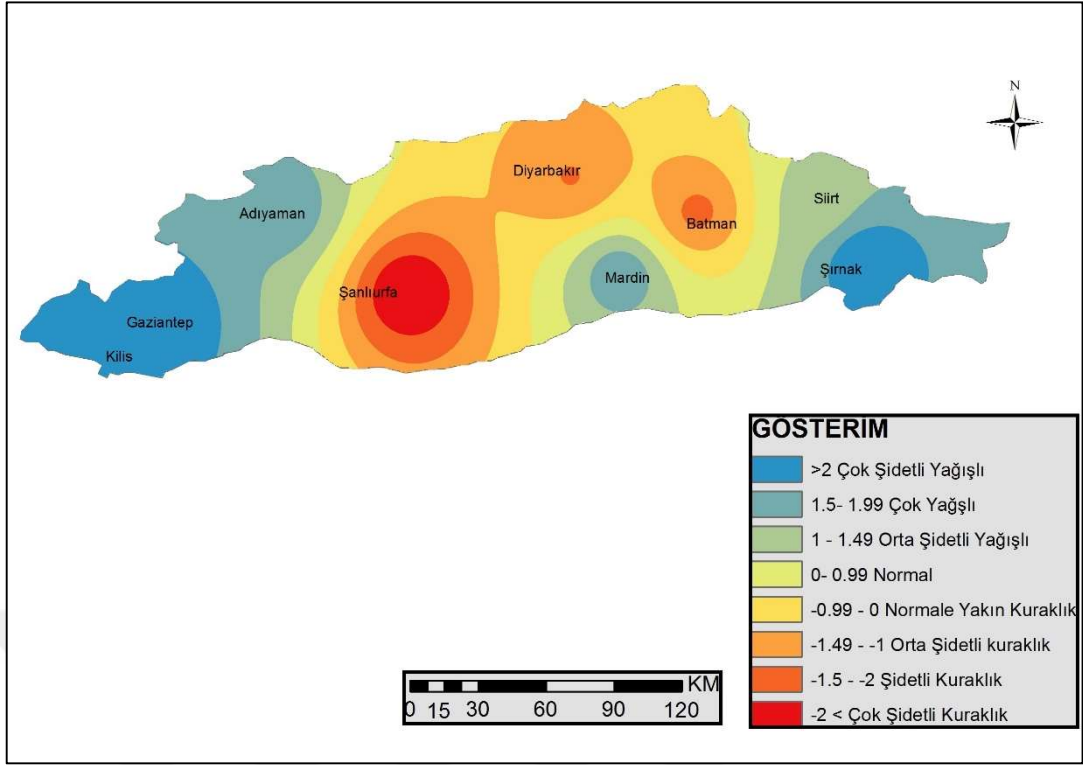 N
Diyarbakır
Siirt
Adıyaman
Batman
Mardin
Şırnak
Şanlıurfa
Gaziantep
Kilis
GÖSTERİM
>2 Çok Şidetli Yağışlı
1.5- 1.99 Çok Yağşlı
1 - 1.49 Orta Şidetli Yağışlı
0- 0.99 Normal
-0.99 - 0 Normale Yakın Kuraklık
-1.49 - -1 Orta Şidetli kuraklık
-1.5 - -2 Şidetli Kuraklık
-2 < Çok Şidetli Kuraklık
KM
0 15 30 60 90 120